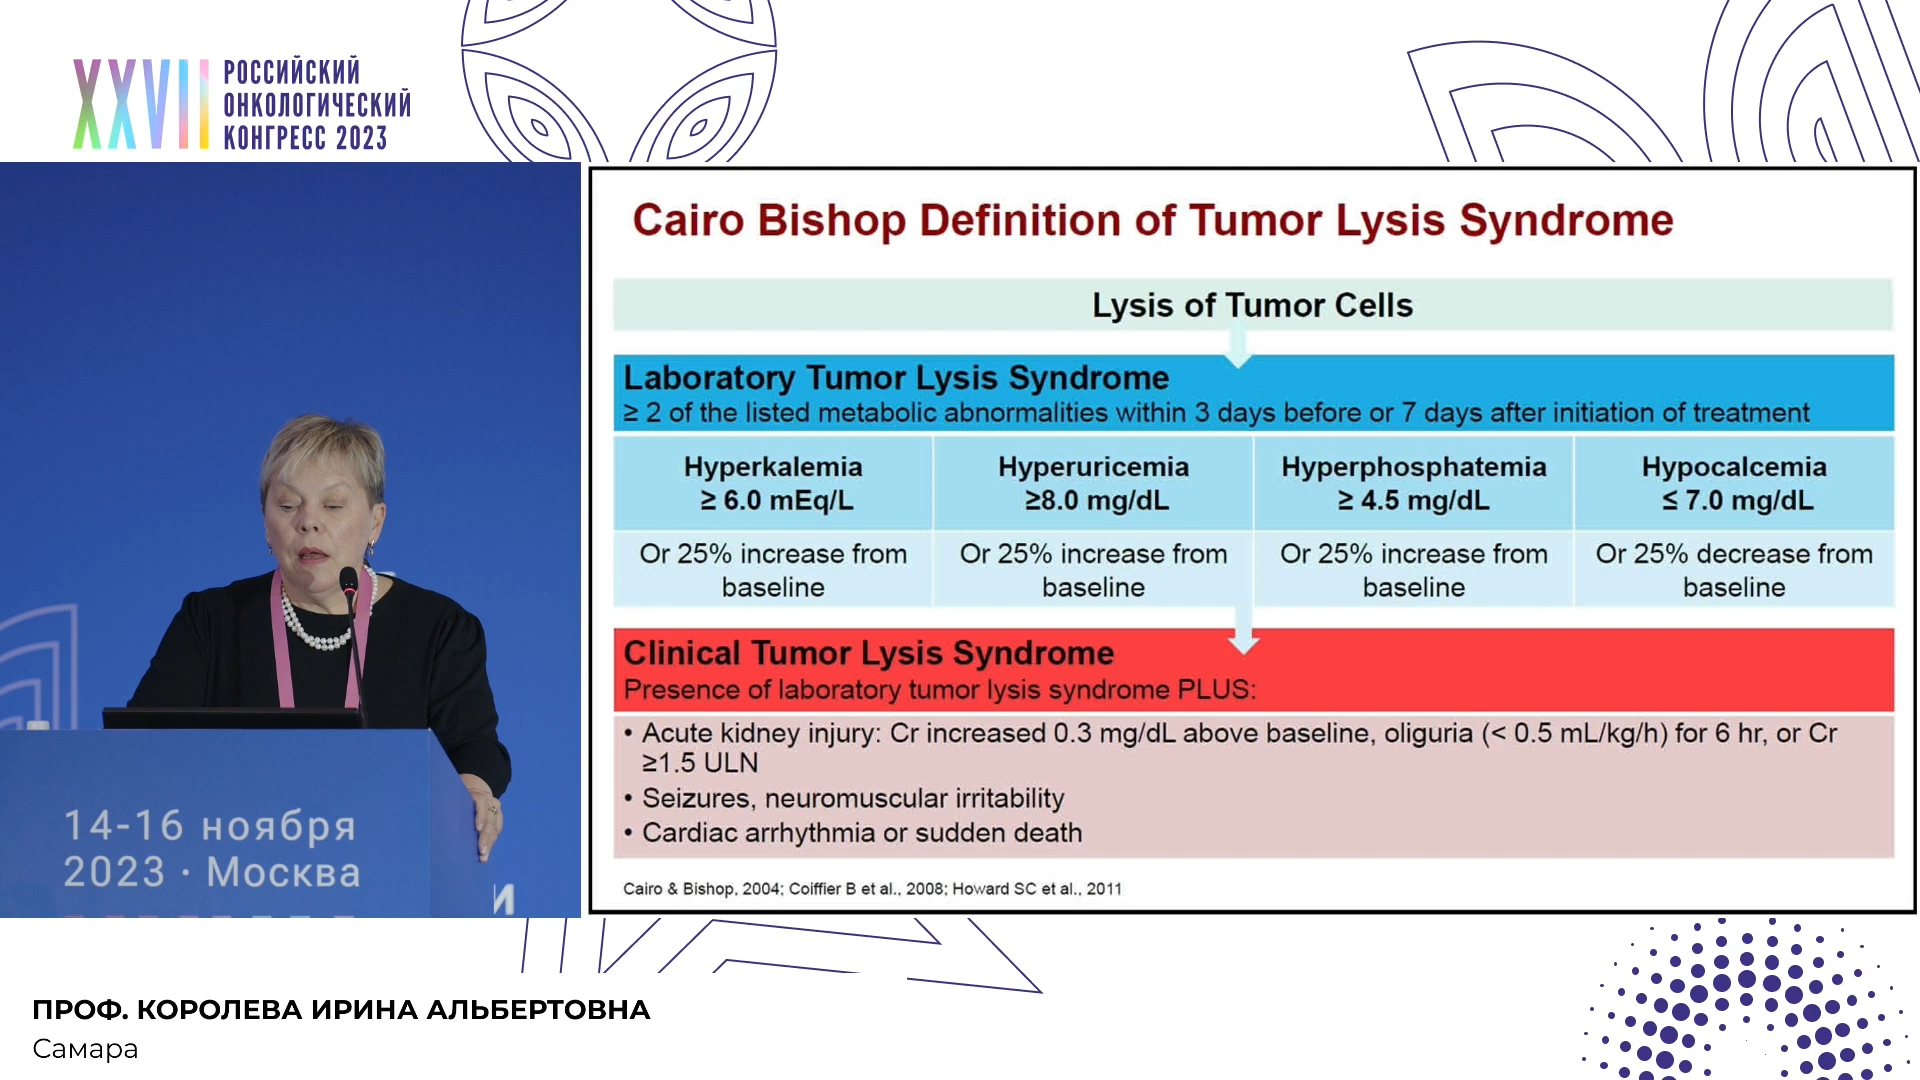 XXVII
РОССИЙСКИЙ
ОНКОЛОГИЧЕСКИЙ
КОНГРЕСС 2023
Cairo Bishop Definition of Tumor Lysis Syndrome
Lysis of Tumor Cells
Laboratory Tumor Lysis Syndrome
≥ 2 of the listed metabolic abnormalities within 3 days before or 7 days after initiation of treatment
Hyperkalemia
≥ 6.0 mEq/L
Hyperuricemia
≥8.0 mg/dL
Hyperphosphatemia
≥ 4.5 mg/dL
Hypocalcemia
≤ 7.0 mg/dL
Or 25% increase from
baseline
Or 25% increase from
baseline
Or 25% increase from
baseline
Or 25% decrease from
baseline
Clinical Tumor Lysis Syndrome
Presence of laboratory tumor lysis syndrome PLUS:
• Acute kidney injury: Cr increased 0.3 mg/dL above baseline, oliguria (< 0.5 mL/kg/h) for 6 hr, or Cr
≥1.5 ULN
• Seizures, neuromuscular irritability
• Cardiac arrhythmia or sudden death
Cairo & Bishop, 2004; Coiffier B et al., 2008; Howard SC et al., 2011
14-16 ноября
2023 · Москва
ПРОФ. КОРОЛЕВА ИРИНА АЛЬБЕРТОВНА
Самара